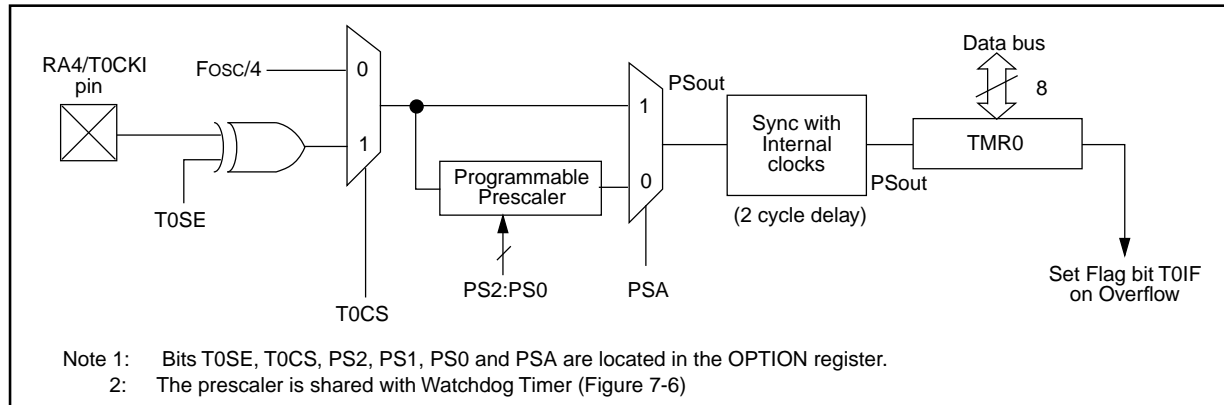 Data bus
RA4/T0CKI
pin
FOSC/4
0
1
T0SE
T0CS
Programmable
Prescaler
PS2:PS0
1
0
PSA
PSout
Sync with
Internal
clocks
(2 cycle delay)
PSout
8
TMR0
Set Flag bit T0IF
on Overflow
Note 1: Bits T0SE, T0CS, PS2, PS1, PS0 and PSA are located in the OPTION register.
2: The prescaler is shared with Watchdog Timer (Figure 7-6)